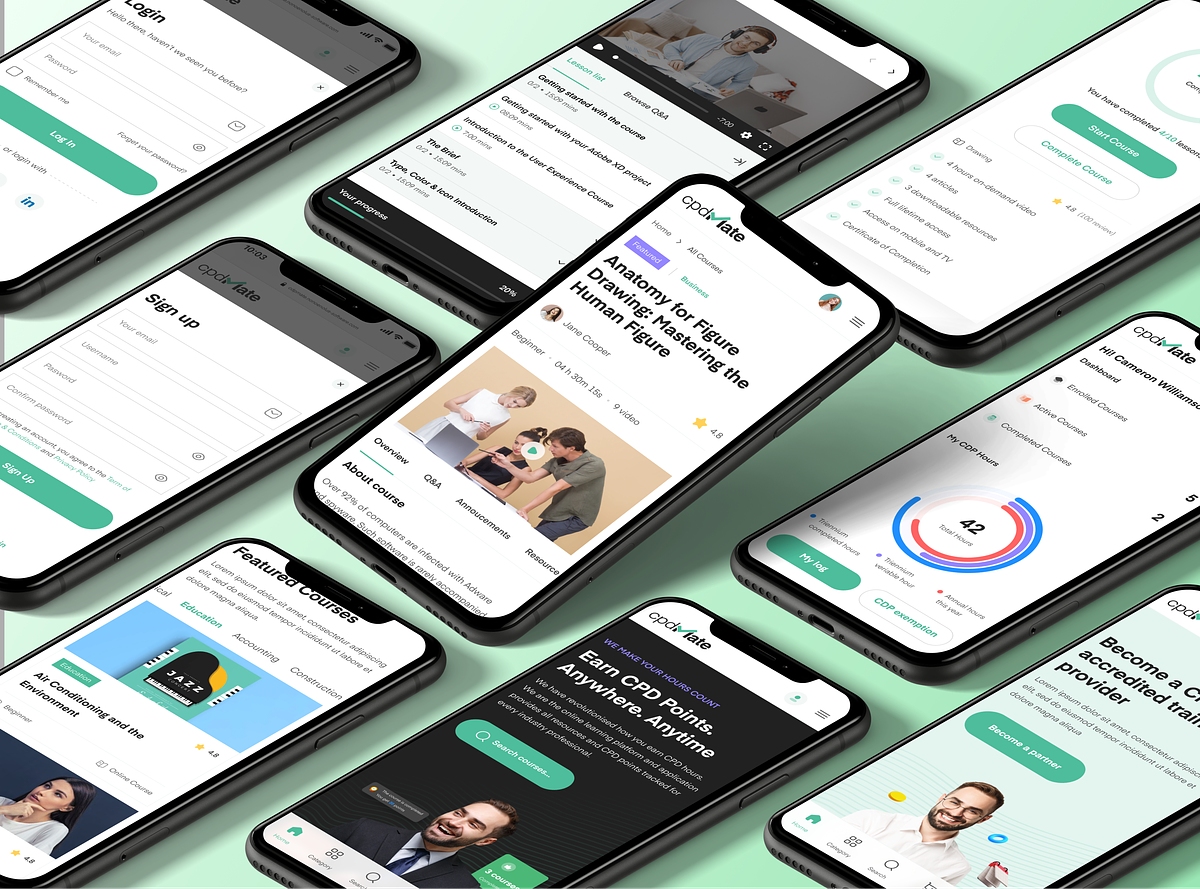 Login
Hello there, haven't we seen you before?
Your email
Password
Remember me
Forget your password?
Log in
or login with
in
Lesson list
Browse Q&A
-7:00
Getting started with the course
0/2 • 15:09 mins
Getting started with your Adobe XD project
08:09 mins
Introduction to the User Experience Course
7:00 mins
The Brief
0/2 • 15:09 mins
Type, Color & Icon Introduction
0/2 • 15:09 mins
Your progress
20%
You have completed 4/10 lessons
Start Course
Complete Course
Drawing
4.8
(100 review)
4 hours on-demand video
4 articles
3 downloadable resources
Full lifetime access
Access on mobile and TV
Certificate of Completion
10:03
cpdMate
Sign up
Your email
Username
Password
Confirm password
creating an account, you agree to the Term of
& Conditions and Privacy Policy
Sign Up
cpdMate
Home
All Courses
Featured
Business
Anatomy for Figure
Drawing: Mastering the
Human Figure
Jane Cooper
Beginner • 04 h 30m 15s • 9 video
4.8
Overview
Q&A
Annoucements
Resource
About course
Over 92% of computers are infected with Adware
and spyware. Such software is rarely accompanied
cpdMate
Hi! Cameron Williamson
Dashboard
Enrolled Courses
Active Courses
5
Completed Courses
2
My CDP Hours
42
Total Hours
Triennium
completed hours
Triennium
veriable hour
Annual hours
this year
My log
CDP exemption
Featured Courses
Lorem ipsum dolor sit amet, consectetur adipiscing
elit, sed do eiusmod tempor incididunt ut labore et
dolore magna aliqua.
Education
Accounting
Construction
JAZZ
Education
Air Conditioning and the
Environment
Beginner
4.8
Online Course
4.8
cpdMate
WE MAKE YOUR HOURS COUNT
Earn CPD Points.
Anywhere. Anytime
We have revolutionised how you earn CPD hours.
We are the online learning platform and application
provides all resources and CPD points tracked for
every industry professional.
Search courses...
3 courses
Home
Category
Search
Become a
accredited
provider
Lorem ipsum dolor sit amet, consectetur
elit, sed do eiusmod tempor incididunt ut labore
dolore magna aliqua
Become a partner
Home
Category
Search